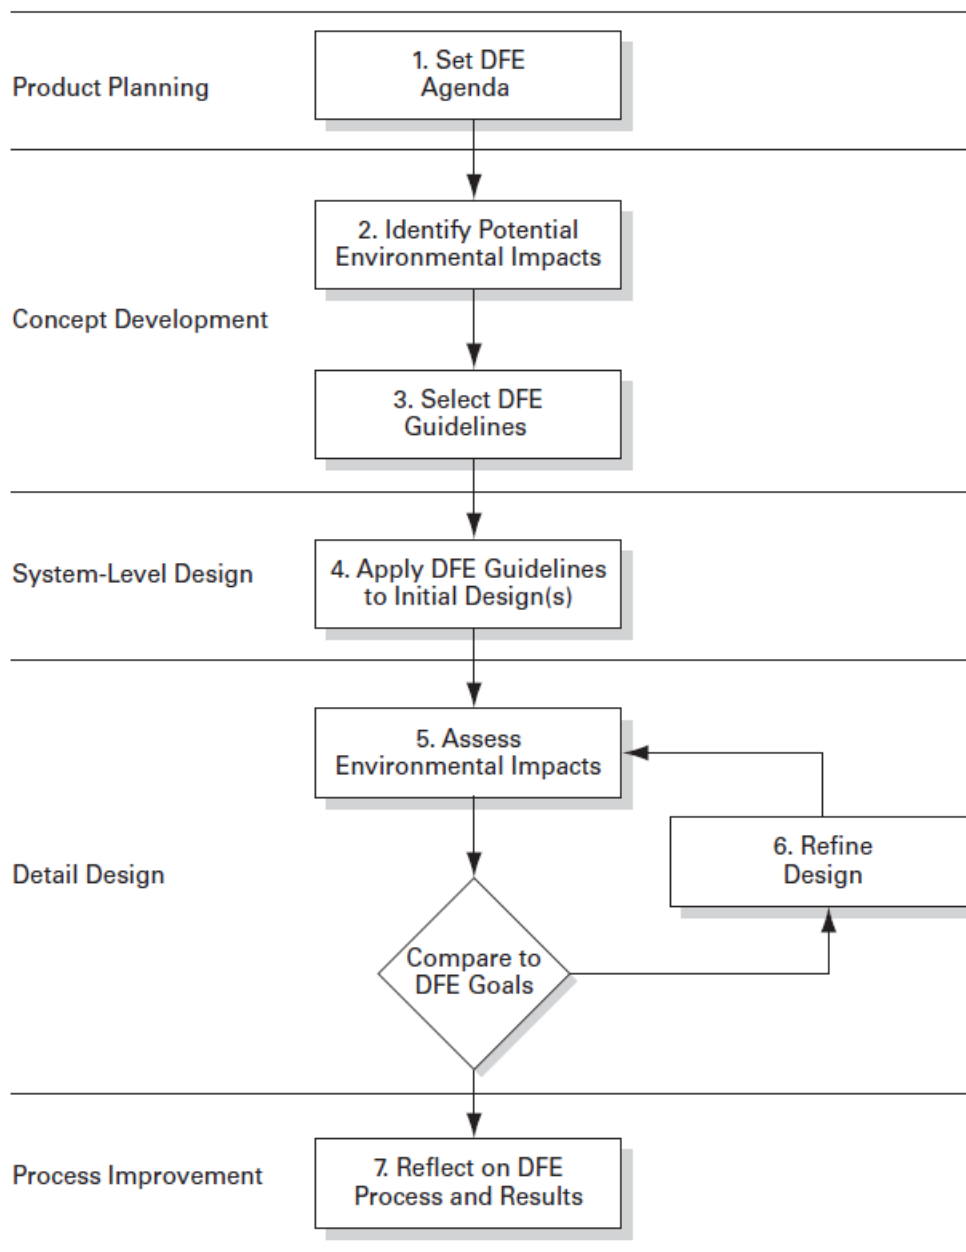 Product Planning
1. Set DFE
Agenda
2. Identify Potential
Environmental Impacts
Concept Development
3. Select DFE
Guidelines
System-Level Design
4. Apply DFE Guidelines
to Initial Design(s)
5. Assess
Environmental Impacts
6. Refine
Design
Detail Design
Compare to
DFE Goals
Process Improvement
7. Reflect on DFE
Process and Results